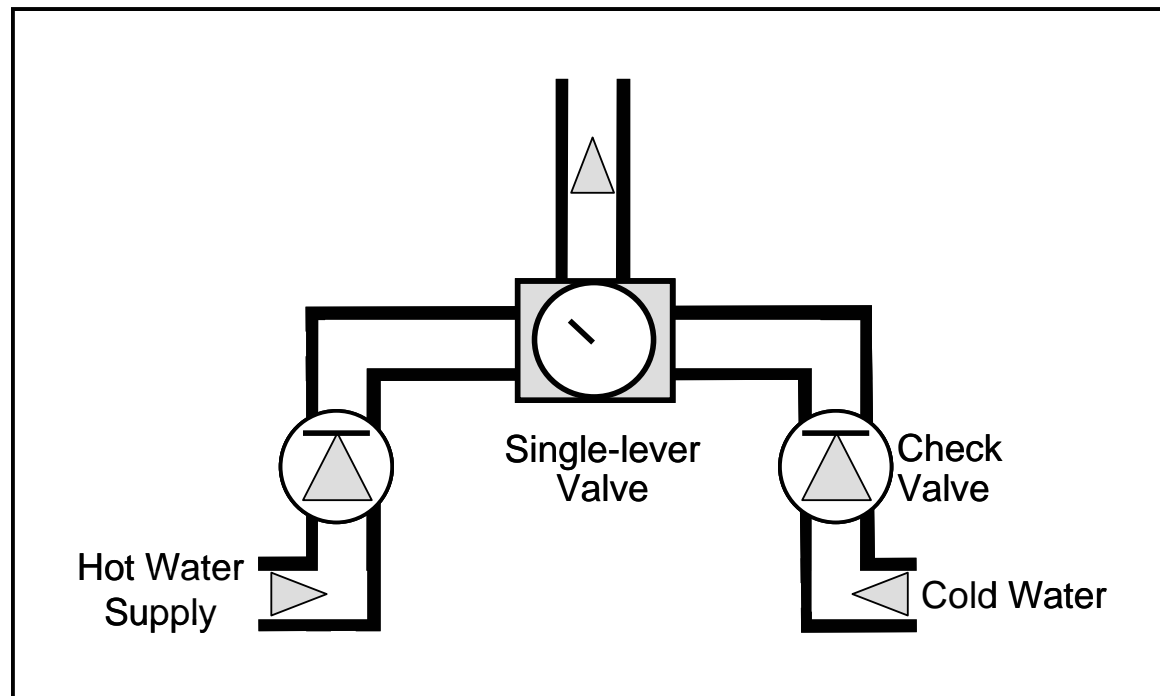 Single-lever
Valve
Check
Valve
Hot Water
Supply
Cold Water